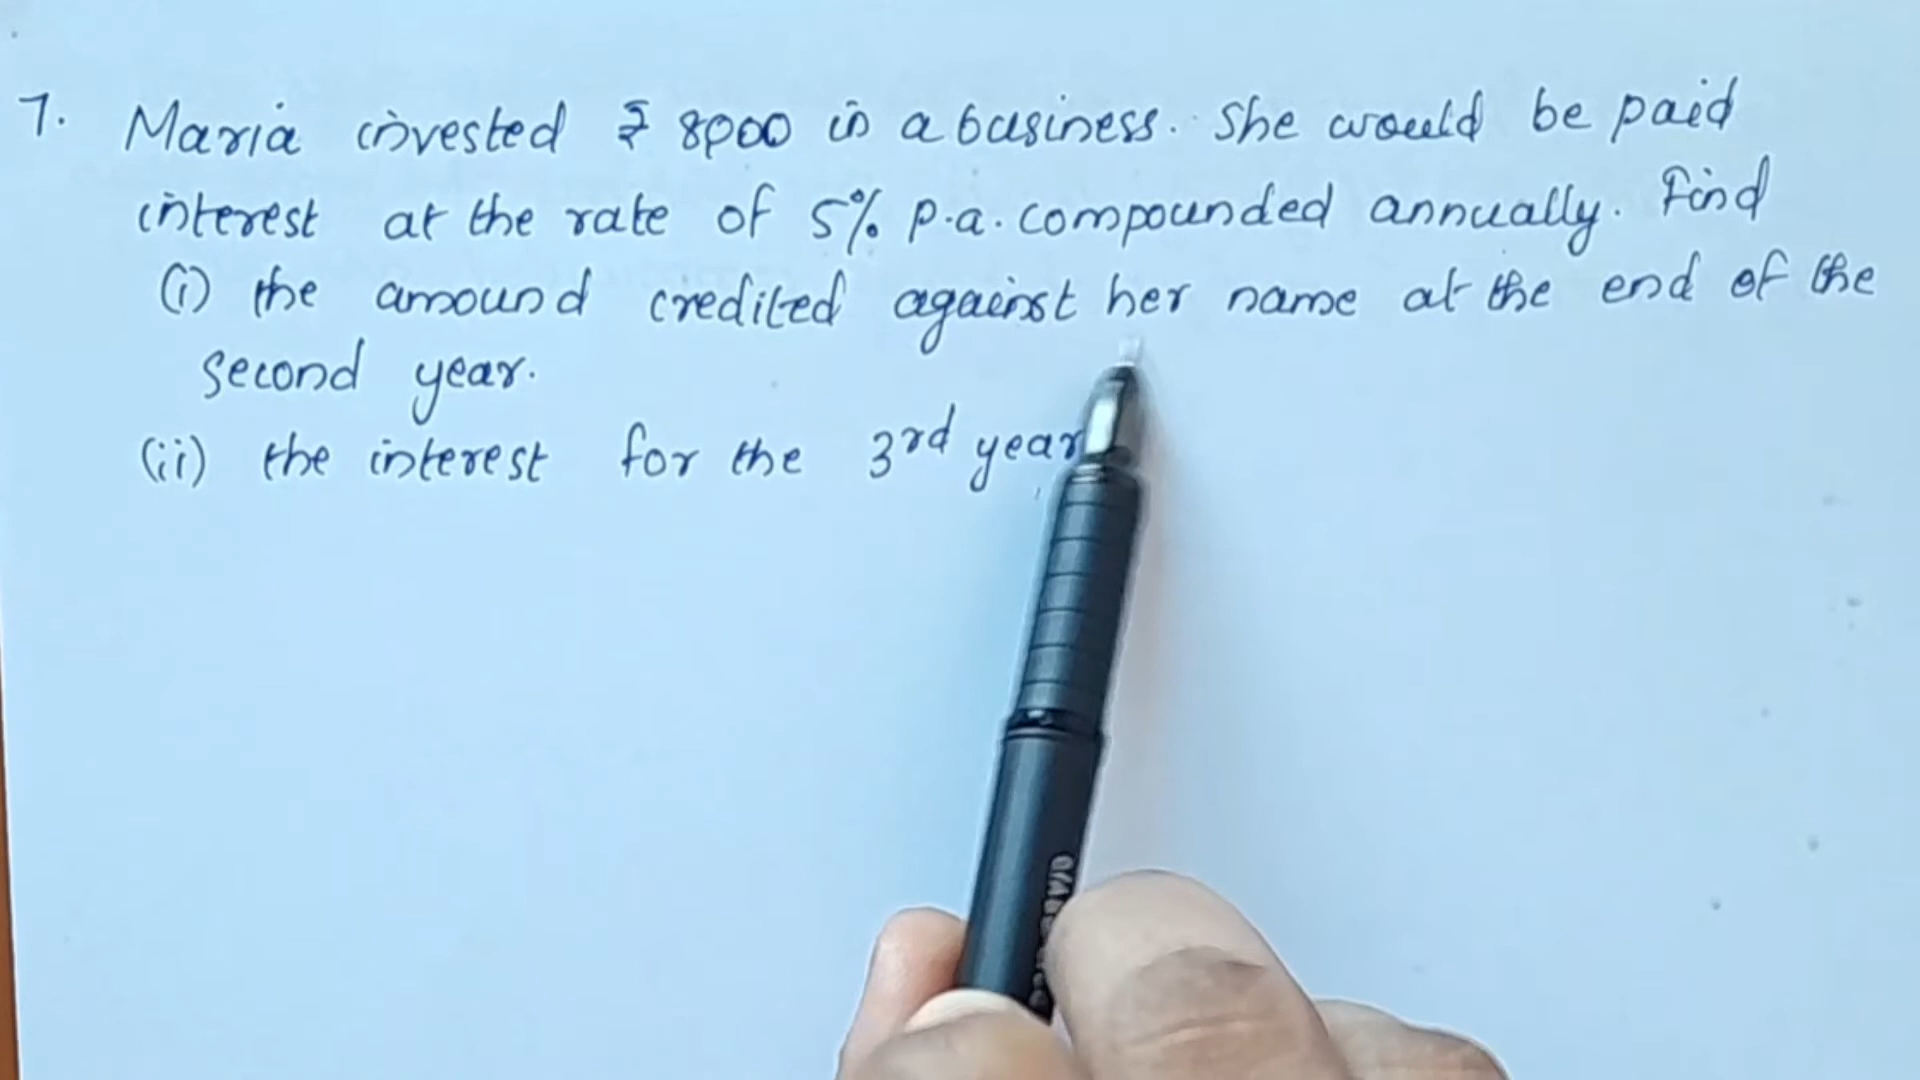 7. Maria invested ₹ 8000 in a business. She would be paid
interest at the rate of 5% p.a. compounded annually. Find
(i) the amound credited against her name at the end of the
second year.
(ii) the interest for the 3rd year